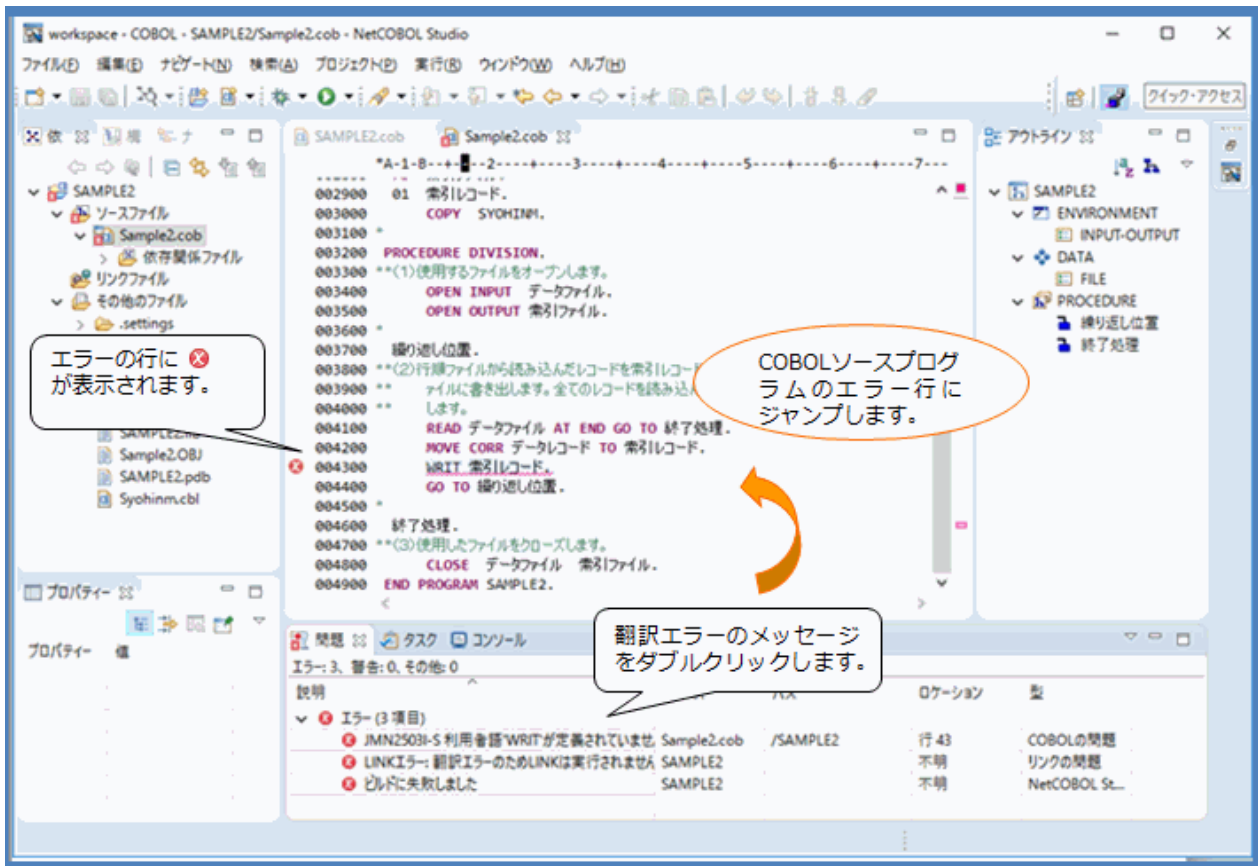 workspace - COBOL - SAMPLE2/Sample2.cob - NetCOBOL Studio
ファイル(F) 編集(E) ナビゲート(N) 検索(A) プロジェクト(P) 実行(R) ウィンドウ(W) ヘルプ(H)
クイック・アクセス
依
構
ナ
SAMPLE2
ソースファイル
Sample2.cob
依存関係ファイル
リンクファイル
その他のファイル
.settings
エラーの行に
が表示されます。
Sample2.OBJ
SAMPLE2.pdb
Syohinm.cbl
SAMPLE2.cob Sample2.cob
002900 01 索引レコード.
003000 COPY SYOHINM.
003100 *
003200 PROCEDURE DIVISION.
003300 **(1)使用するファイルをオープンします。
003400 OPEN INPUT データファイル.
003500 OPEN OUTPUT 索引ファイル.
003600 *
003700 繰り返し位置.
003800 **(2)行順ファイルから読み込んだレコードを索引レコード
003900 ** ァイルに書き出します。全てのレコードを読み込ん
004000 ** します。
004100 READ データファイル AT END GO TO 終了処理.
004200 MOVE CORR データレコード TO 索引レコード.
004300 WRIT 索引レコード.
004400 GO TO 繰り返し位置.
004500 *
004600 終了処理.
004700 **(3)使用したファイルをクローズします。
004800 CLOSE データファイル 索引ファイル.
004900 END PROGRAM SAMPLE2.
COBOLソースプログ
ラムのエラー行に
ジャンプします。
アウトライン
SAMPLE2
ENVIRONMENT
INPUT-OUTPUT
DATA
FILE
PROCEDURE
繰り返し位置
終了処理
プロパティー
プロパティー 値
問題 タスク コンソール
翻訳エラーのメッセージ
をダブルクリックします。
エラー: 3、警告: 0、その他: 0
説明 パス ロケーション 型
エラー (3 項目)
JMN2503I-S 利用者語'WRIT'が定義されていませ Sample2.cob /SAMPLE2 行 43 COBOLの問題
LINKエラー: 翻訳エラーのためLINKは実行されません SAMPLE2 不明 リンクの問題
ビルドに失敗しました SAMPLE2 不明 NetCOBOL St...